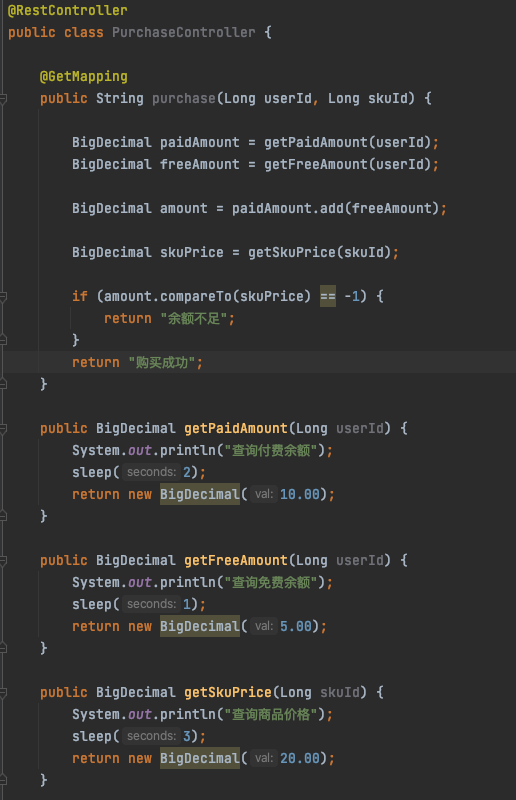 @RestController
public class PurchaseController {
@GetMapping
public String purchase(Long userId, Long skuId) {
BigDecimal paidAmount = getPaidAmount(userId);
BigDecimal freeAmount = getFreeAmount(userId);
BigDecimal amount = paidAmount.add(freeAmount);
BigDecimal skuPrice = getSkuPrice(skuId);
if (amount.compareTo(skuPrice) == -1) {
return "余额不足";
}
return "购买成功";
}
public BigDecimal getPaidAmount(Long userId) {
System.out.println("查询付费余额");
sleep( seconds: 2);
return new BigDecimal( val: 10.00);
}
public BigDecimal getFreeAmount(Long userId) {
System.out.println("查询免费余额");
sleep( seconds: 1);
return new BigDecimal( val: 5.00);
}
public BigDecimal getSkuPrice(Long skuId) {
System.out.println("查询商品价格");
sleep( seconds: 3);
return new BigDecimal( val: 20.00);
}